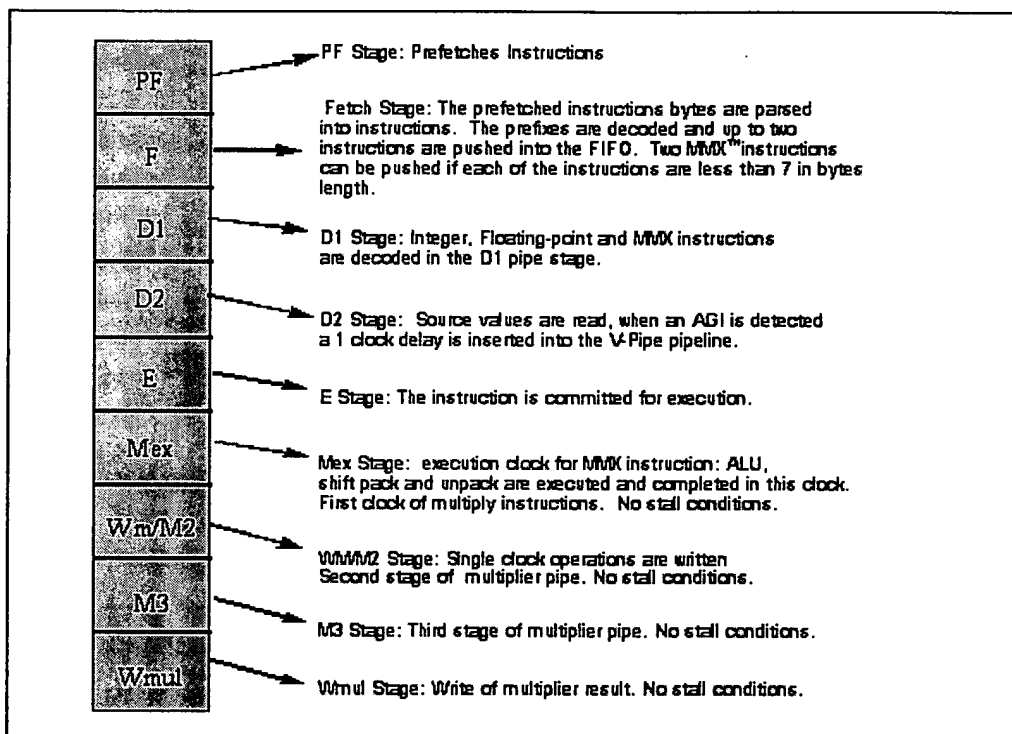 PF
PF Stage: Prefetches Instructions
F
Fetch Stage: The prefetched instructions bytes are parsed
into instructions. The prefixes are decoded and up to two
instructions are pushed into the FIFO. Two MMX™instructions
can be pushed if each of the instructions are less than 7 in bytes
length.
D1
D1 Stage: Integer, Floating-point and MMX instructions
are decoded in the D1 pipe stage.
D2
D2 Stage: Source values are read, when an AGI is detected
a 1 clock delay is inserted into the V-Pipe pipeline.
E
E Stage: The instruction is committed for execution.
Mex
Mex Stage: execution clock for MMX instruction: ALU,
shift pack and unpack are executed and completed in this clock.
First clock of multiply instructions. No stall conditions.
Wm/M2
WM/M2 Stage: Single clock operations are written
Second stage of multiplier pipe. No stall conditions.
M3
M3 Stage: Third stage of multiplier pipe. No stall conditions.
Wmul
Wmul Stage: Write of multiplier result. No stall conditions.